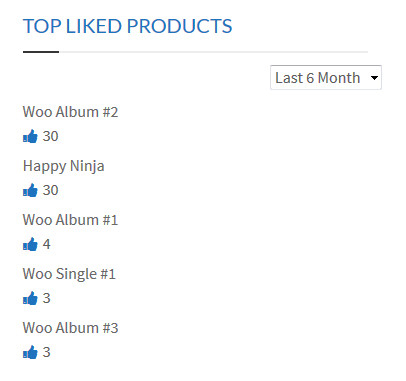 TOP LIKED PRODUCTS
Last 6 Month
Woo Album #2
30
Happy Ninja
30
Woo Album #1
4
Woo Single #1
3
Woo Album #3
3